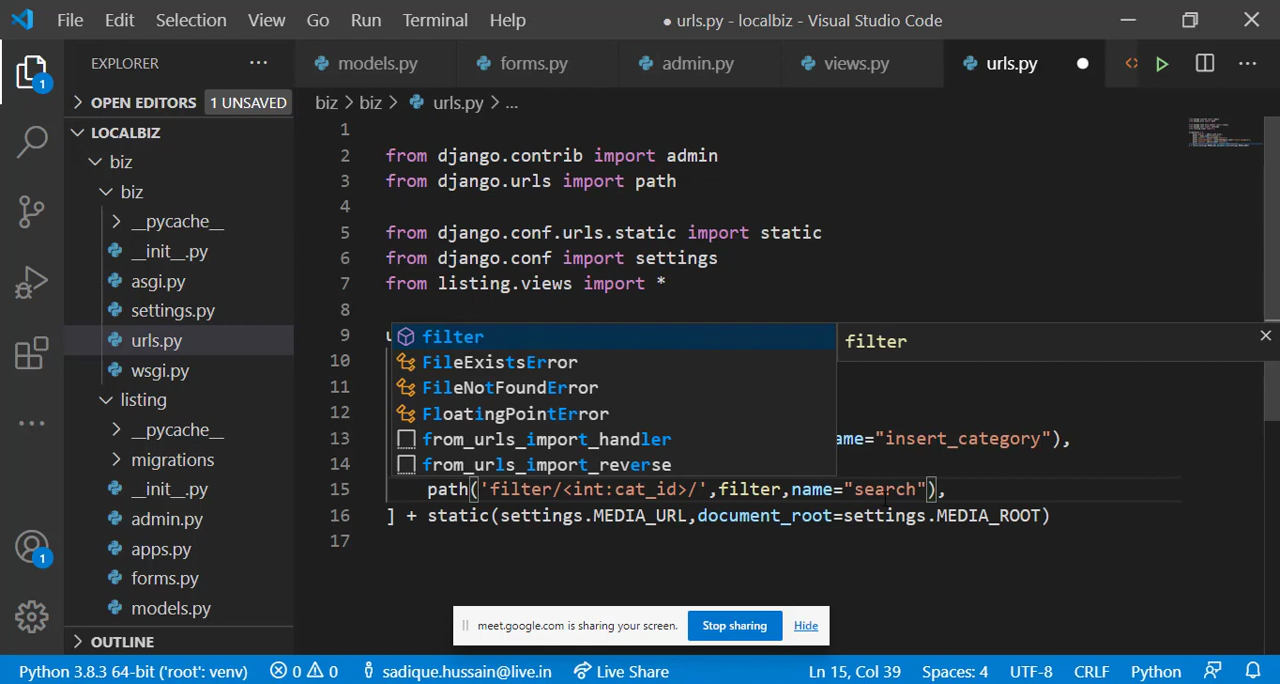 File Edit Selection View Go Run Terminal Help ● urls.py - localbiz - Visual Studio Code
EXPLORER ··· models.py forms.py admin.py views.py urls.py ● <> ···
1
OPEN EDITORS 1 UNSAVED biz > biz > urls.py > ...
LOCALBIZ
biz
biz
__pycache__
__init__.py
asgi.py
settings.py
urls.py
wsgi.py
listing
__pycache__
migrations
__init__.py
admin.py
apps.py
forms.py
models.py
OUTLINE
1
1
2 from django.contrib import admin
3 from django.urls import path
4
5 from django.conf.urls.static import static
6 from django.conf import settings
7 from listing.views import *
8
9 u
10
11
12
13 ame="insert_category"),
14
15 path('filter/<int:cat_id>/',filter,name="search"),
16 ] + static(settings.MEDIA_URL,document_root=settings.MEDIA_ROOT)
17
filter
FileExistsError
FileNotFoundError
FloatingPointError
from_urls_import_handler
from_urls_import_reverse
filter
meet.google.com is sharing your screen. Stop sharing Hide
Python 3.8.3 64-bit ('root': venv) 0 0 sadique.hussain@live.in Live Share Ln 15, Col 39 Spaces: 4 UTF-8 CRLF Python